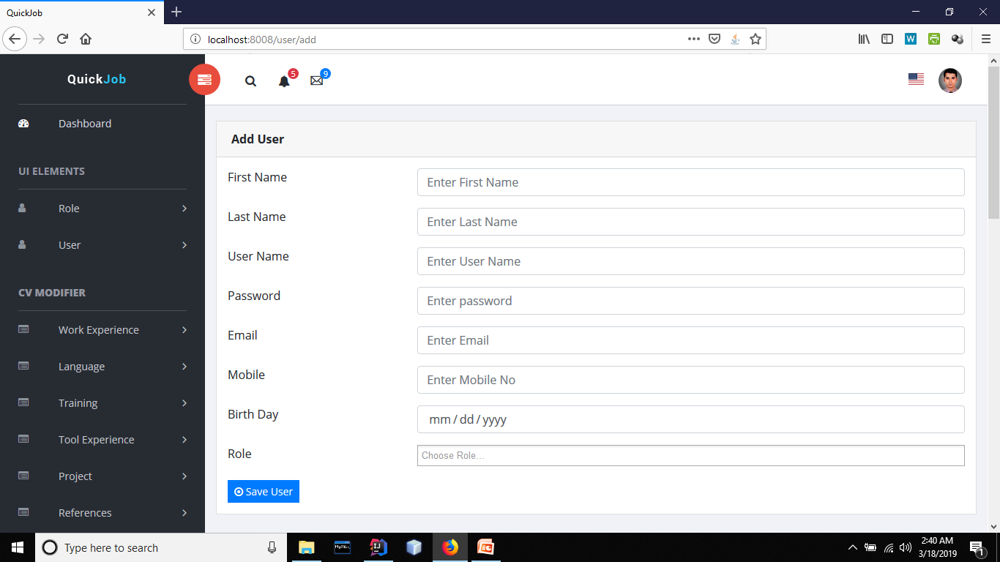 QuickJob
localhost:8008/user/add
W
QuickJob
5
9
Dashboard
UI ELEMENTS
Role
User
CV MODIFIER
Work Experience
Language
Training
Tool Experience
Project
References
Add User
First Name
Enter First Name
Last Name
Enter Last Name
User Name
Enter User Name
Password
Enter password
Email
Enter Email
Mobile
Enter Mobile No
Birth Day
mm / dd / yyyy
Role
Choose Role...
Save User
Type here to search
MySQL
IJ
2:40 AM
3/18/2019
1